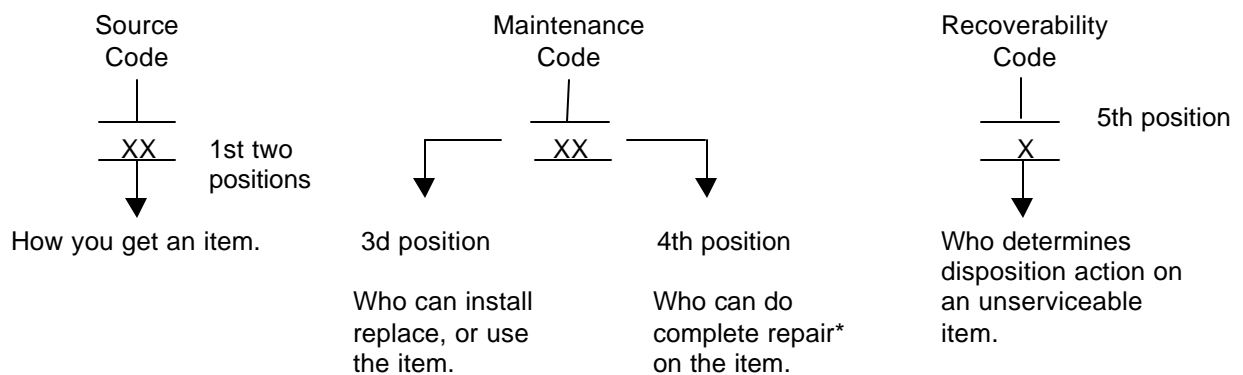 Source
Code
XX
1st two
positions
How you get an item.
Maintenance
Code
XX
3d position
Who can install
replace, or use
the item.
4th position
Who can do
complete repair*
on the item.
Recoverability
Code
5th position
X
Who determines
disposition action on
an unserviceable
item.